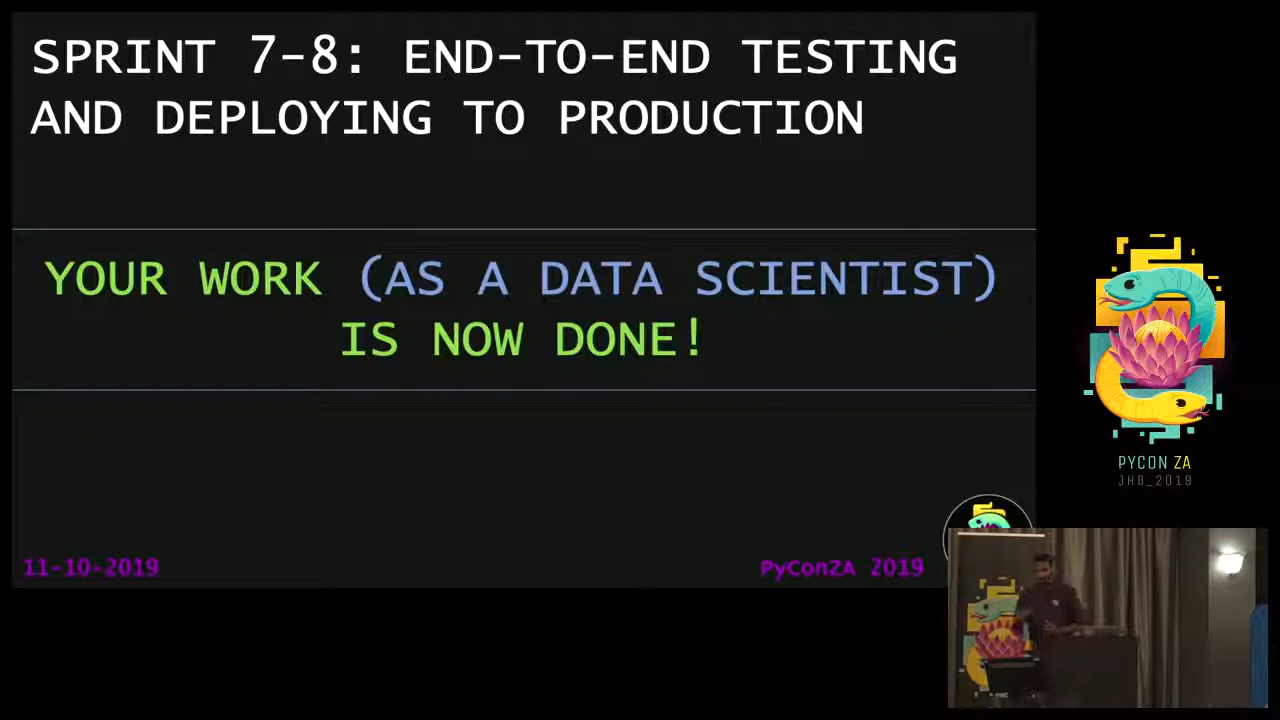 SPRINT 7-8: END-TO-END TESTING
AND DEPLOYING TO PRODUCTION
YOUR WORK (AS A DATA SCIENTIST)
IS NOW DONE!
11-10-2019
PyConZA 2019
PYCON ZA
JHB_2019